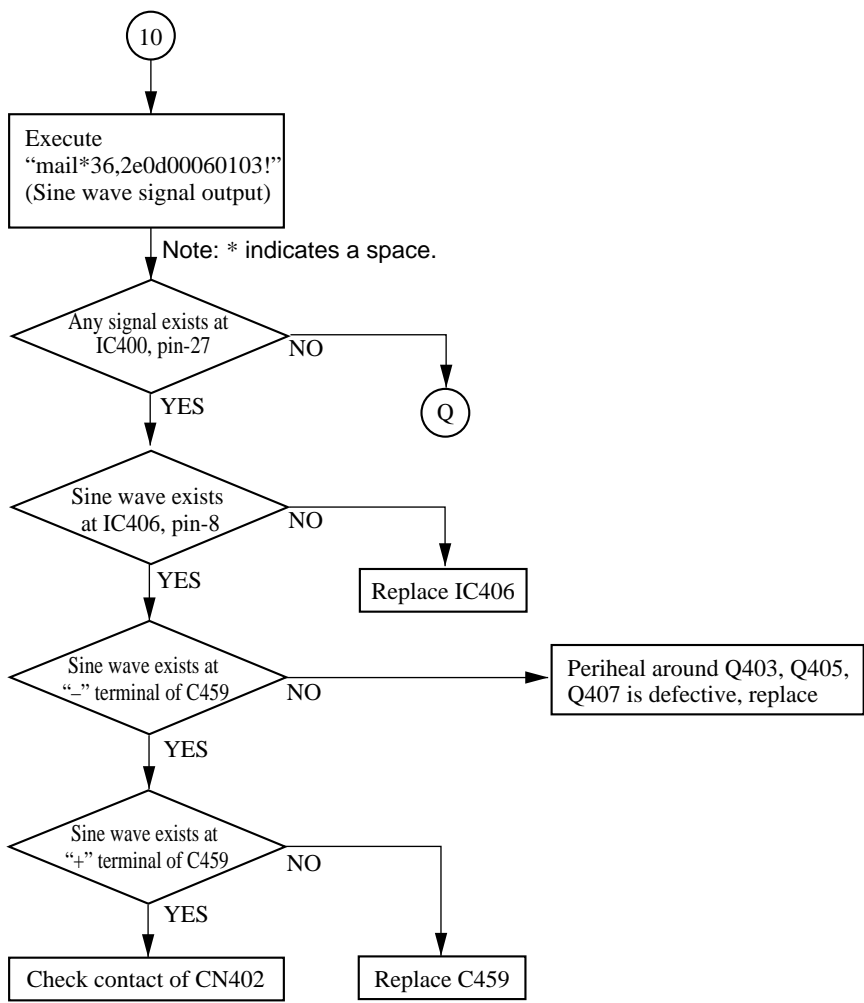 10
Execute
“mail*36,2e0d00060103!”
(Sine wave signal output)
Note: * indicates a space.
Any signal exists at
IC400, pin-27
NO
YES
Q
Sine wave exists
at IC406, pin-8
NO
YES
Replace IC406
Sine wave exists at
“–” terminal of C459
NO
YES
Periheal around Q403, Q405,
Q407 is defective, replace
Sine wave exists at
“+” terminal of C459
NO
YES
Check contact of CN402
Replace C459